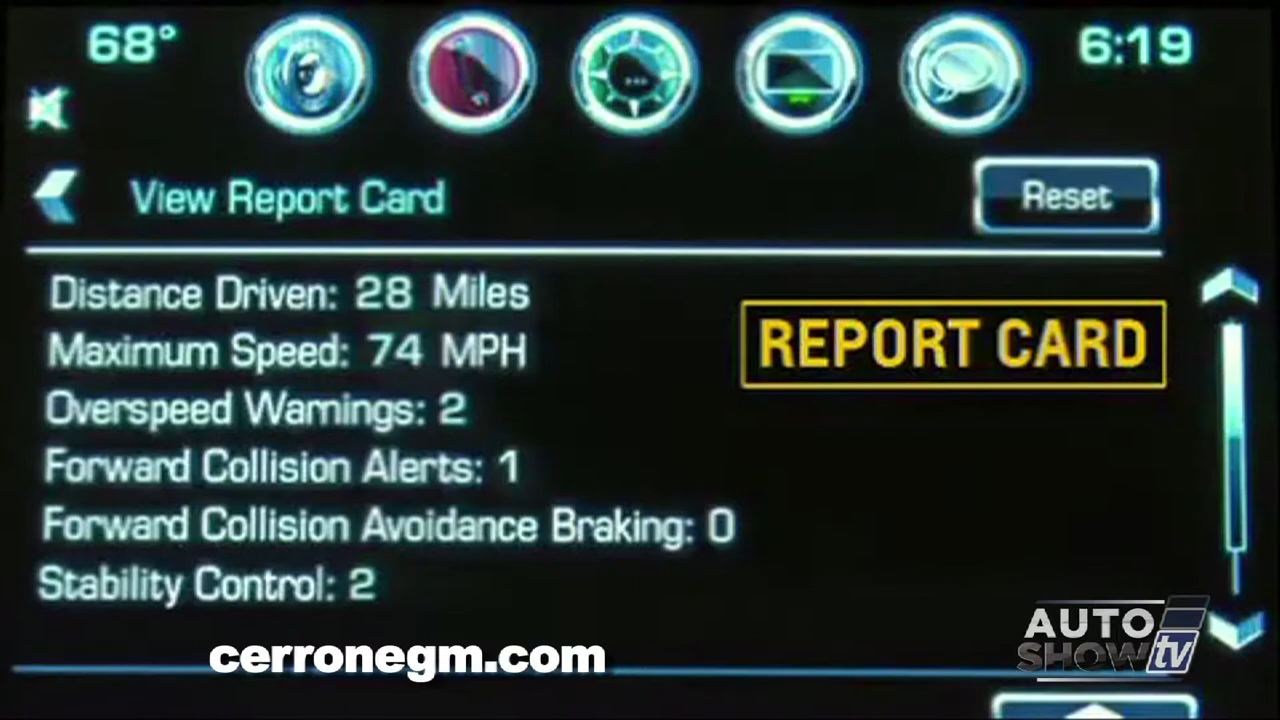 68° 6:19
View Report Card Reset
Distance Driven: 28 Miles
REPORT CARD
Maximum Speed: 74 MPH
Overspeed Warnings: 2
Forward Collision Alerts: 1
Forward Collision Avoidance Braking: 0
Stability Control: 2
cerronegm.com
AUTO
SHOW tv